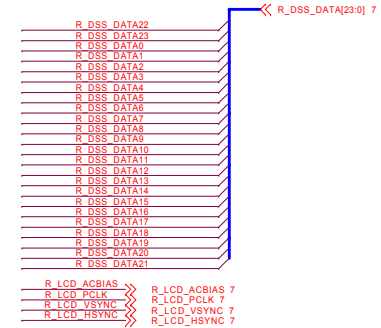 R_DSS_DATA[23:0] 7
R_DSS_DATA22
R_DSS_DATA23
R_DSS_DATA0
R_DSS_DATA1
R_DSS_DATA2
R_DSS_DATA3
R_DSS_DATA4
R_DSS_DATA5
R_DSS_DATA6
R_DSS_DATA7
R_DSS_DATA8
R_DSS_DATA9
R_DSS_DATA10
R_DSS_DATA11
R_DSS_DATA12
R_DSS_DATA13
R_DSS_DATA14
R_DSS_DATA15
R_DSS_DATA16
R_DSS_DATA17
R_DSS_DATA18
R_DSS_DATA19
R_DSS_DATA20
R_DSS_DATA21
R_LCD_ACBIAS R_LCD_ACBIAS 7
R_LCD_PCLK R_LCD_PCLK 7
R_LCD_VSYNC R_LCD_VSYNC 7
R_LCD_HSYNC R_LCD_HSYNC 7